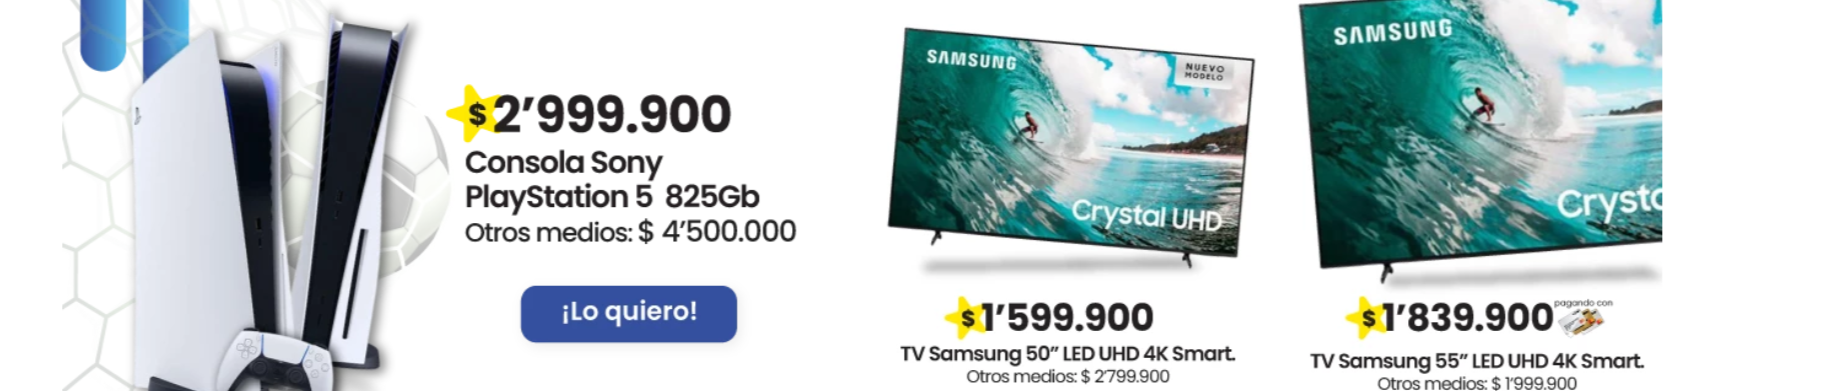 $2’999.900
Consola Sony
PlayStation 5 825Gb
Otros medios: $ 4’500.000
¡Lo quiero!
SAMSUNG
NUEVO
MODELO
Crystal UHD
$1’599.900
TV Samsung 50” LED UHD 4K Smart.
Otros medios: $ 2’799.900
SAMSUNG
Crysta
$1’839.900
pagando con
TV Samsung 55” LED UHD 4K Smart.
Otros medios: $ 1’999.900